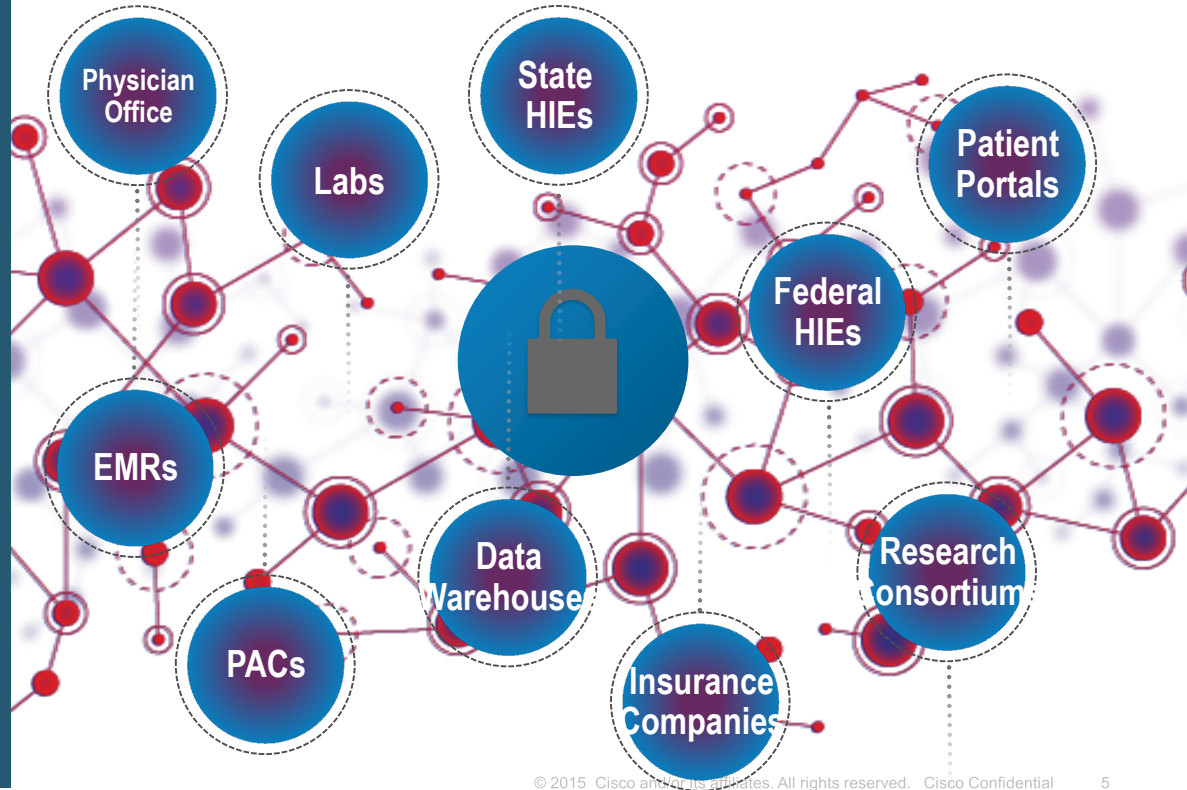 Physician
Office
State
HIEs
Labs
Patient
Portals
Federal
HIEs
EMRs
Data
Warehouse
Research
Consortium
PACs
Insurance
Companies
© 2015 Cisco and/or its affiliates. All rights reserved. Cisco Confidential 5